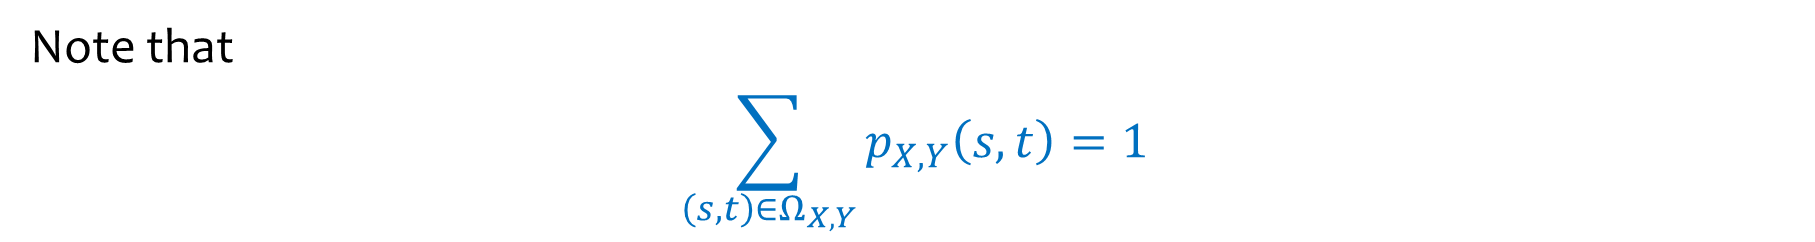 Note that
∑ p_{X,Y}(s, t) = 1
(s,t)∈Ω_{X,Y}